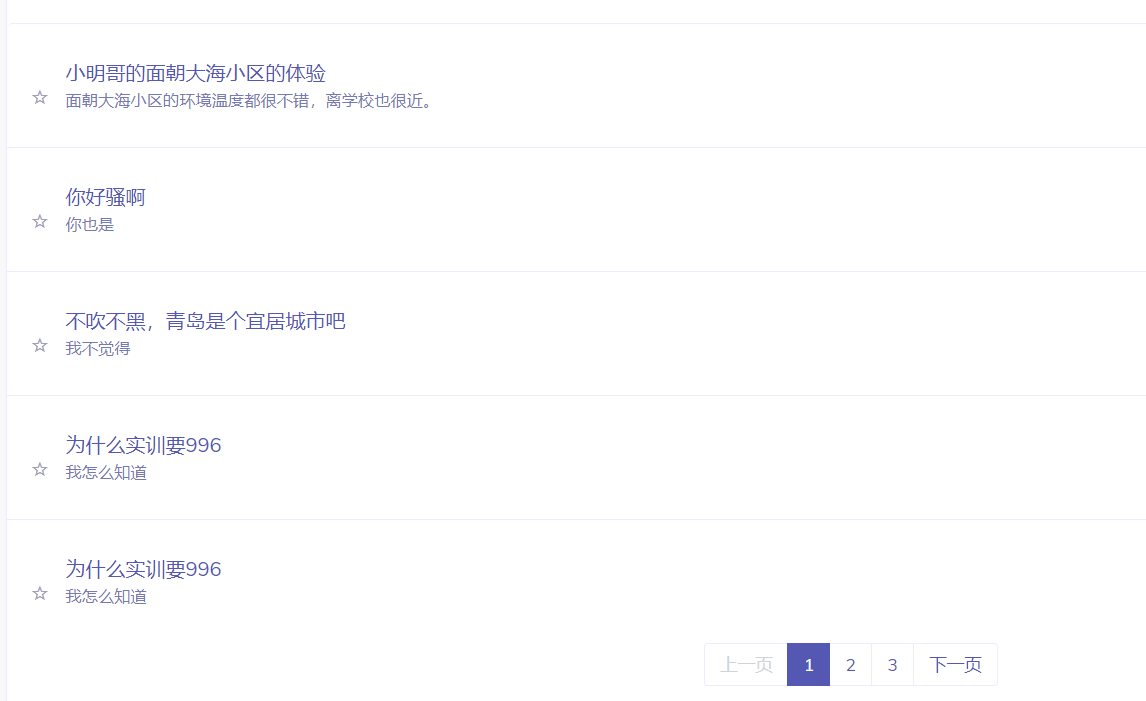 小明哥的面朝大海小区的体验
面朝大海小区的环境温度都很不错，离学校也很近。
你好骚啊
你也是
不吹不黑，青岛是个宜居城市吧
我不觉得
为什么实训要996
我怎么知道
为什么实训要996
我怎么知道
上一页 1 2 3 下一页